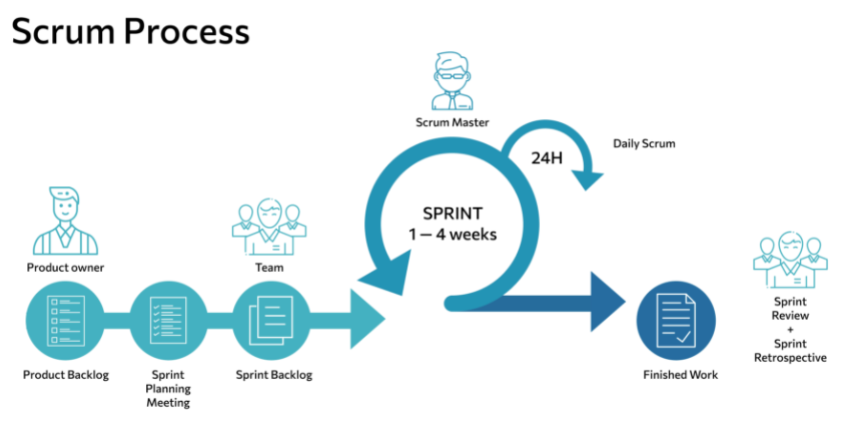 Scrum Process
Scrum Master
24H
Daily Scrum
SPRINT
1 – 4 weeks
Product owner
Team
Product Backlog
Sprint
Planning
Meeting
Sprint Backlog
Finished Work
Sprint
Review
+
Sprint
Retrospective